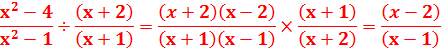 (x² − 4)/(x² − 1) ÷ (x + 2)/(x + 1) = (x + 2)(x − 2)/(x + 1)(x − 1) × (x + 1)/(x + 2) = (x − 2)/(x − 1)